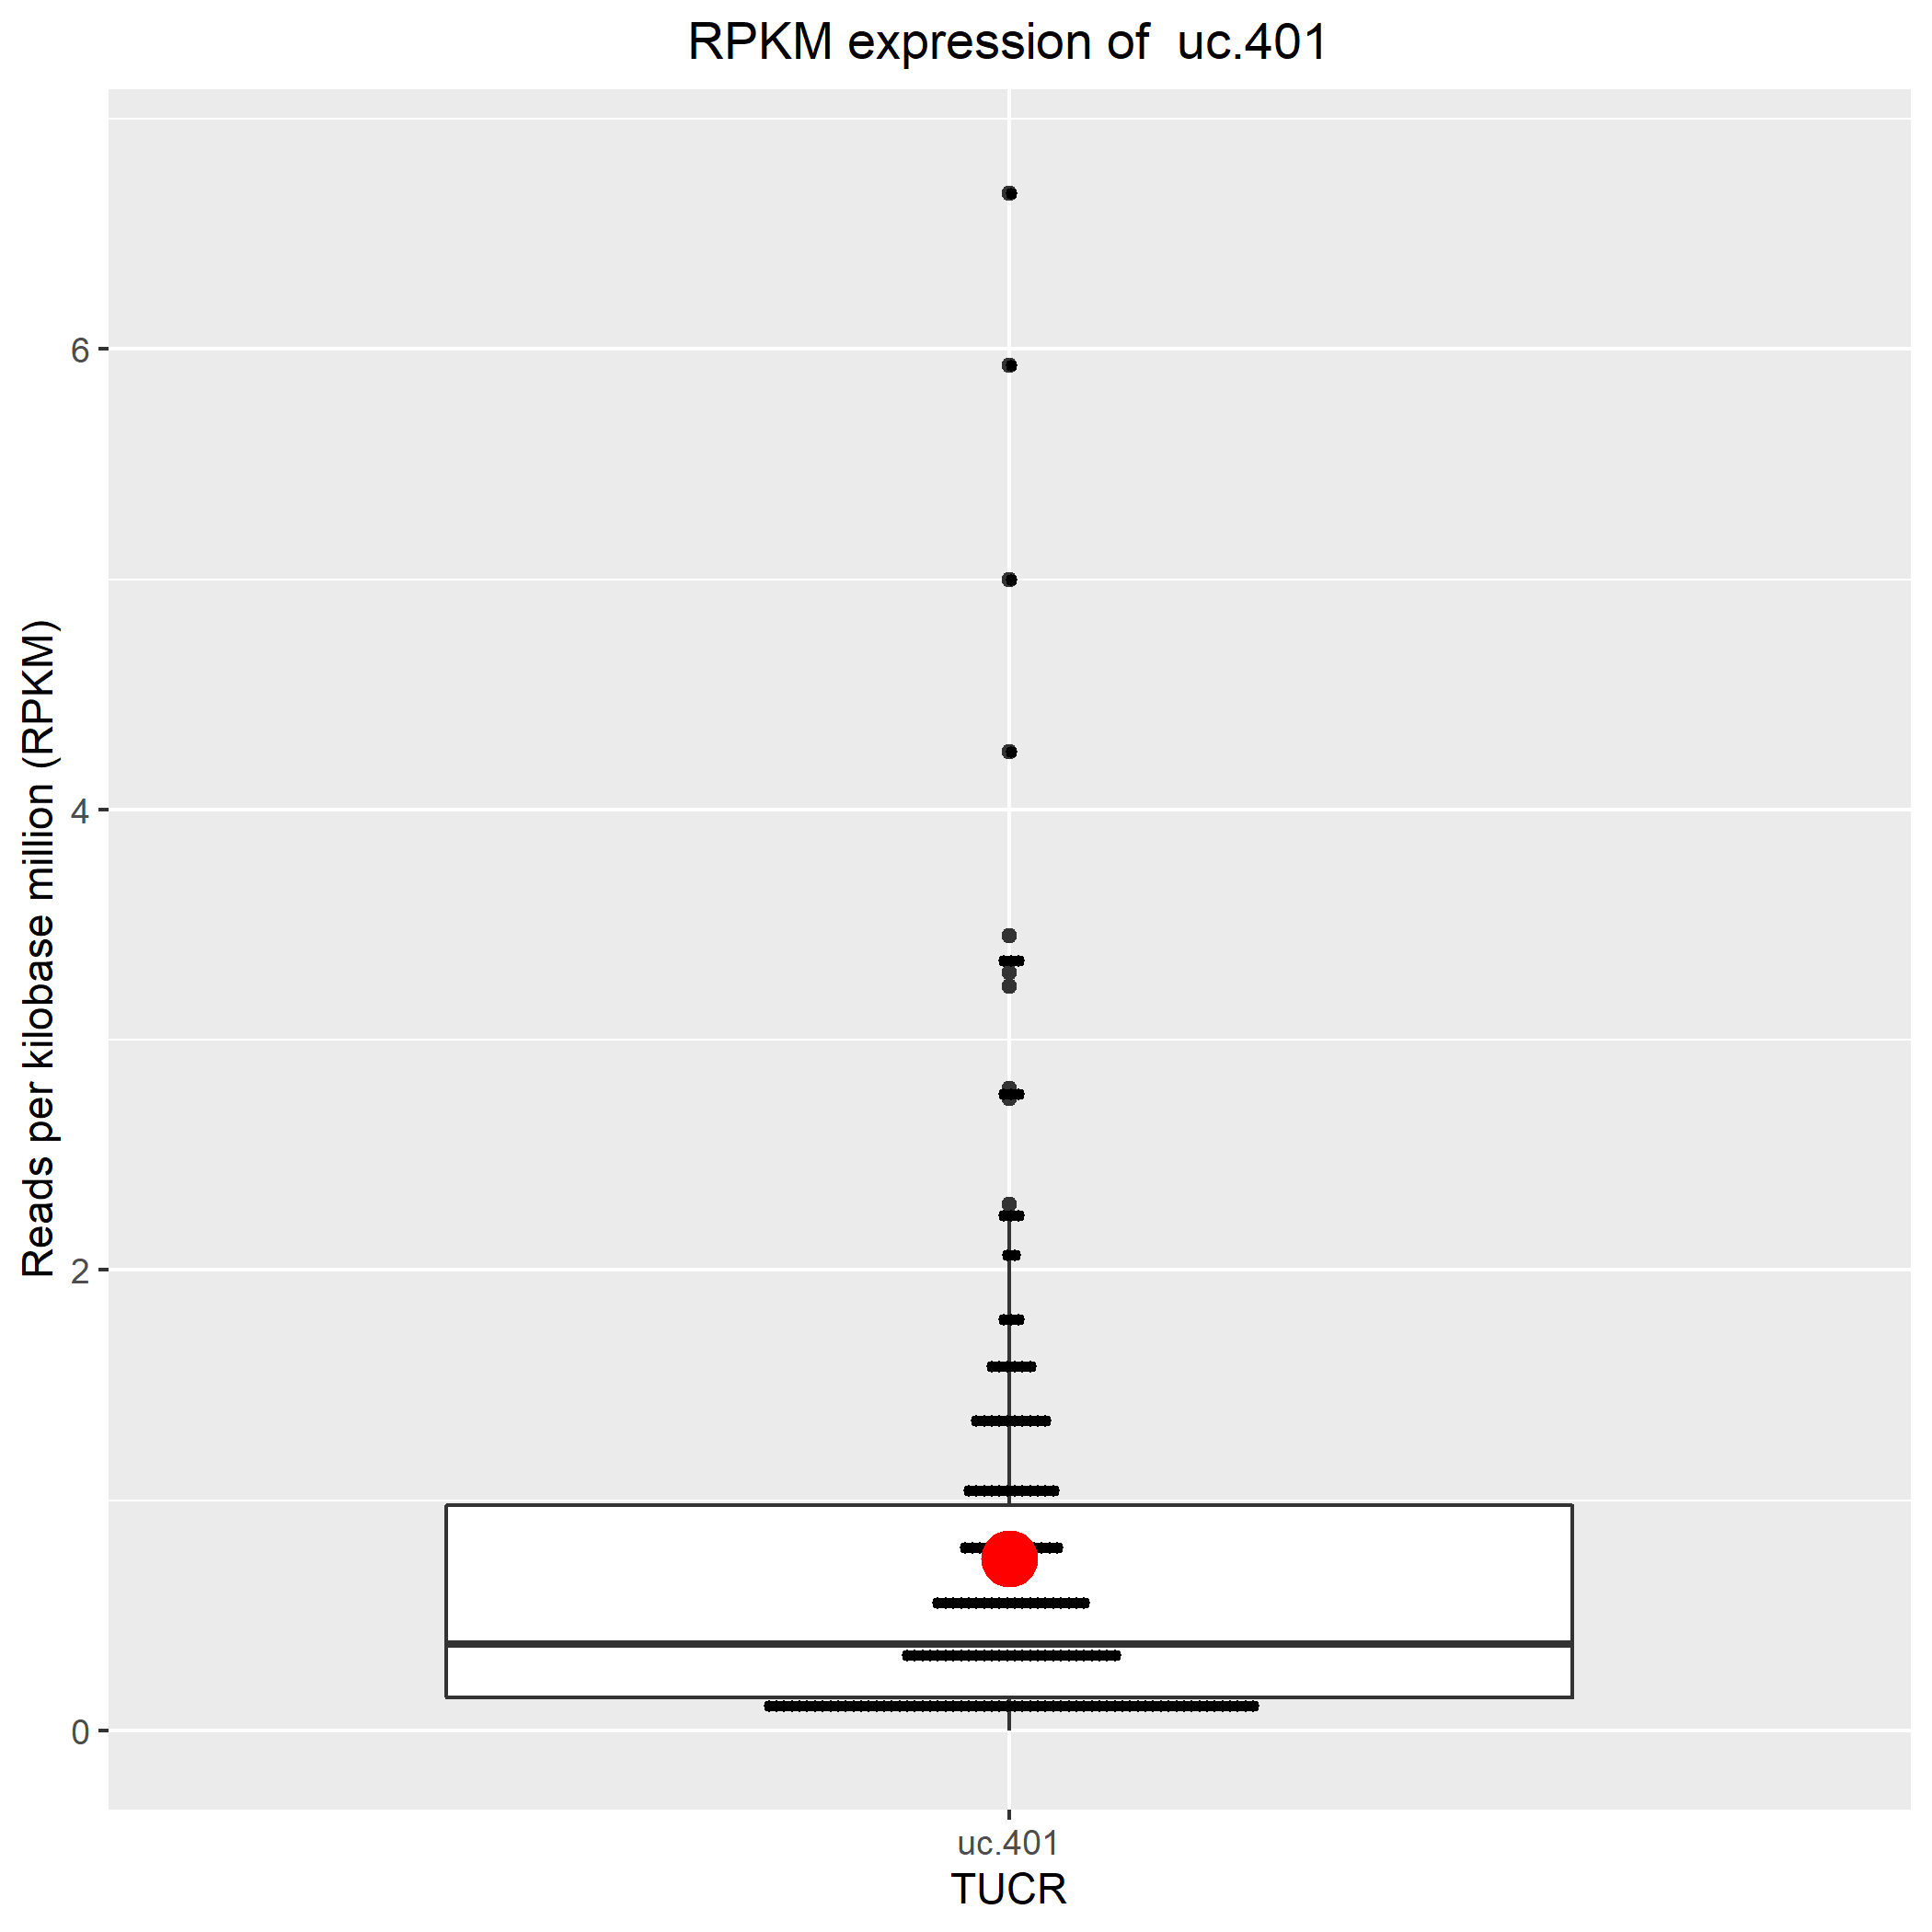 RPKM expression of  uc.401
Reads per kilobase million (RPKM)
6
4
2
0
uc.401
TUCR